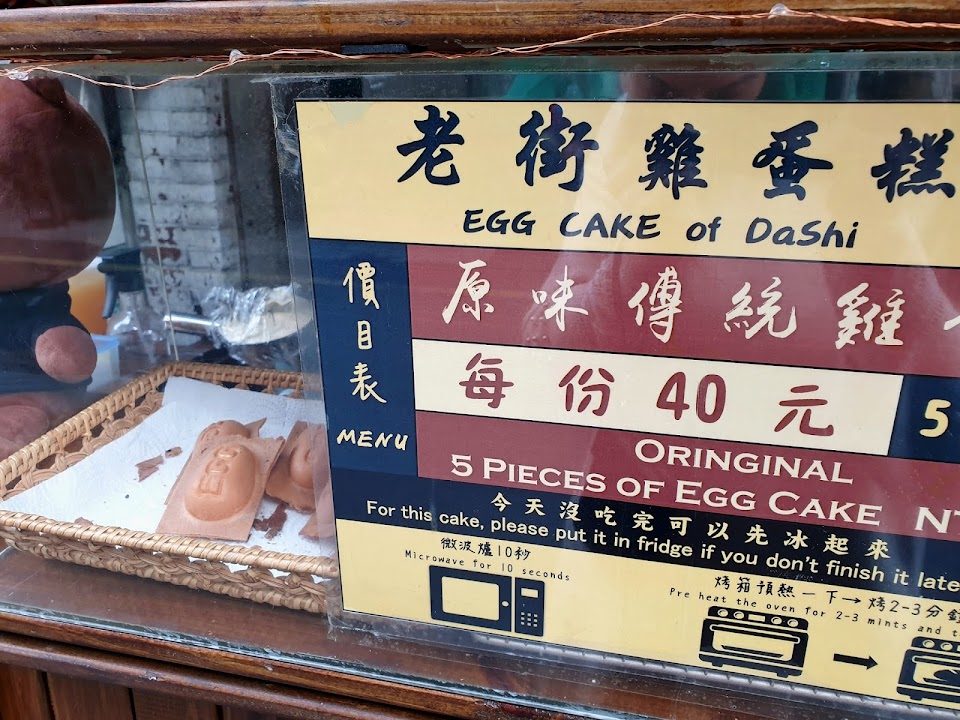 老街雞蛋糕
EGG CAKE of DaShi
價目表
MENU
原味傳統雞
每份40元
5
ORINGINAL
5 PIECES OF EGG CAKE NT
今天沒吃完可以先冰起來
For this cake, please put it in fridge if you don't finish it late
微波爐10秒
Microwave for 10 seconds
烤箱預熱一下→烤2-3分鐘
Pre heat the oven for 2-3 mints and t
EGG